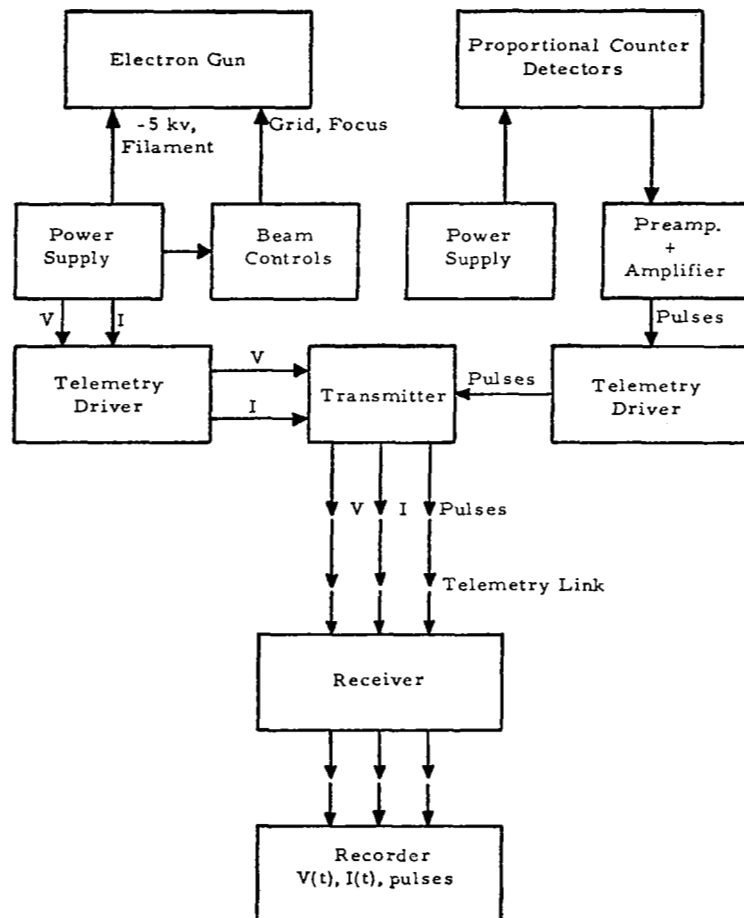 Electron Gun
Proportional Counter
Detectors
-5 kv,
Filament
Grid, Focus
Power
Supply
Beam
Controls
Power
Supply
Preamp.
+
Amplifier
V
I
Pulses
Telemetry
Driver
V
I
Transmitter
Pulses
Telemetry
Driver
V
I
Pulses
Telemetry Link
Receiver
Recorder
V(t), I(t), pulses